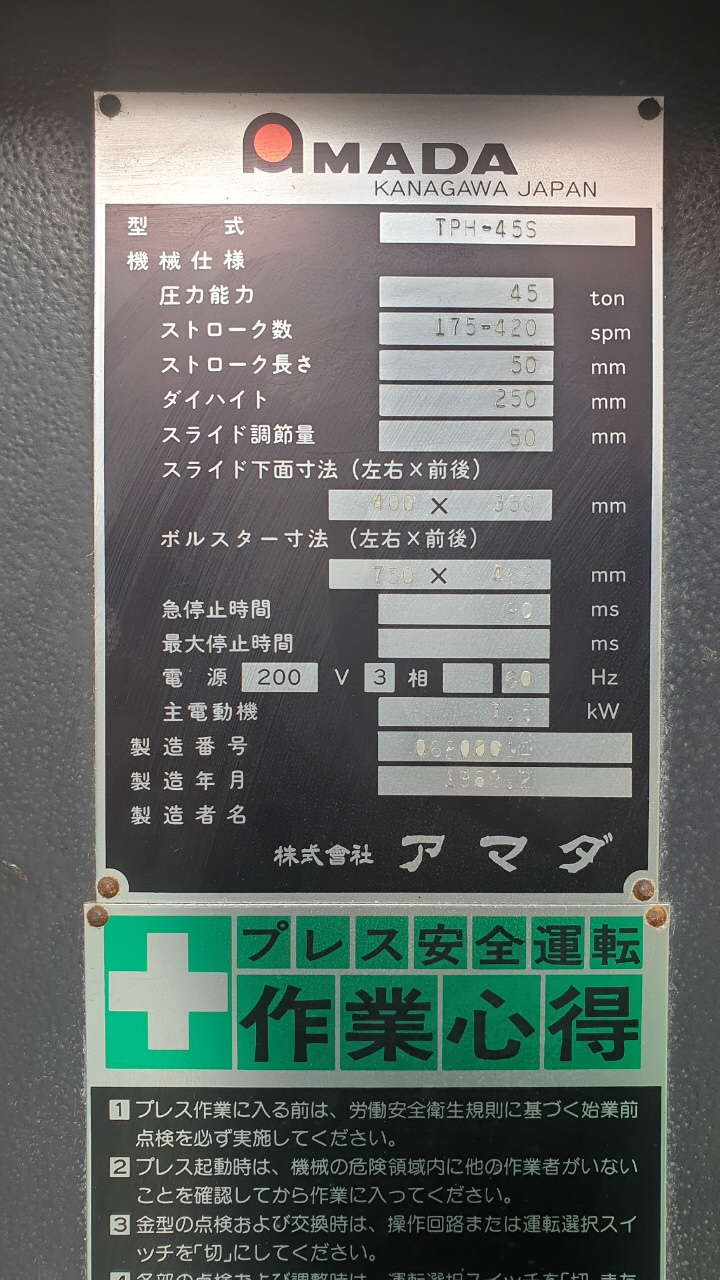 AMADA
KANAGAWA JAPAN
型 式 TPH-45S
機械仕様
圧力能力 45 ton
ストローク数 175-420 spm
ストローク長さ 50 mm
ダイハイト 250 mm
スライド調節量 50 mm
スライド下面寸法（左右×前後）
400 × mm
ボルスター寸法（左右×前後）
× mm
急停止時間 ms
最大停止時間 ms
電源 200 V 3 相 60 Hz
主電動機 kW
製造番号
製造年月
製造者名
株式會社 アマダ
プレス安全運転
作業心得
1 プレス作業に入る前は、労働安全衛生規則に基づく始業前
点検を必ず実施してください。
2 プレス起動時は、機械の危険領域内に他の作業者がいない
ことを確認してから作業に入ってください。
3 金型の点検および交換時は、操作回路または運転選択スイ
ッチを「切」にしてください。